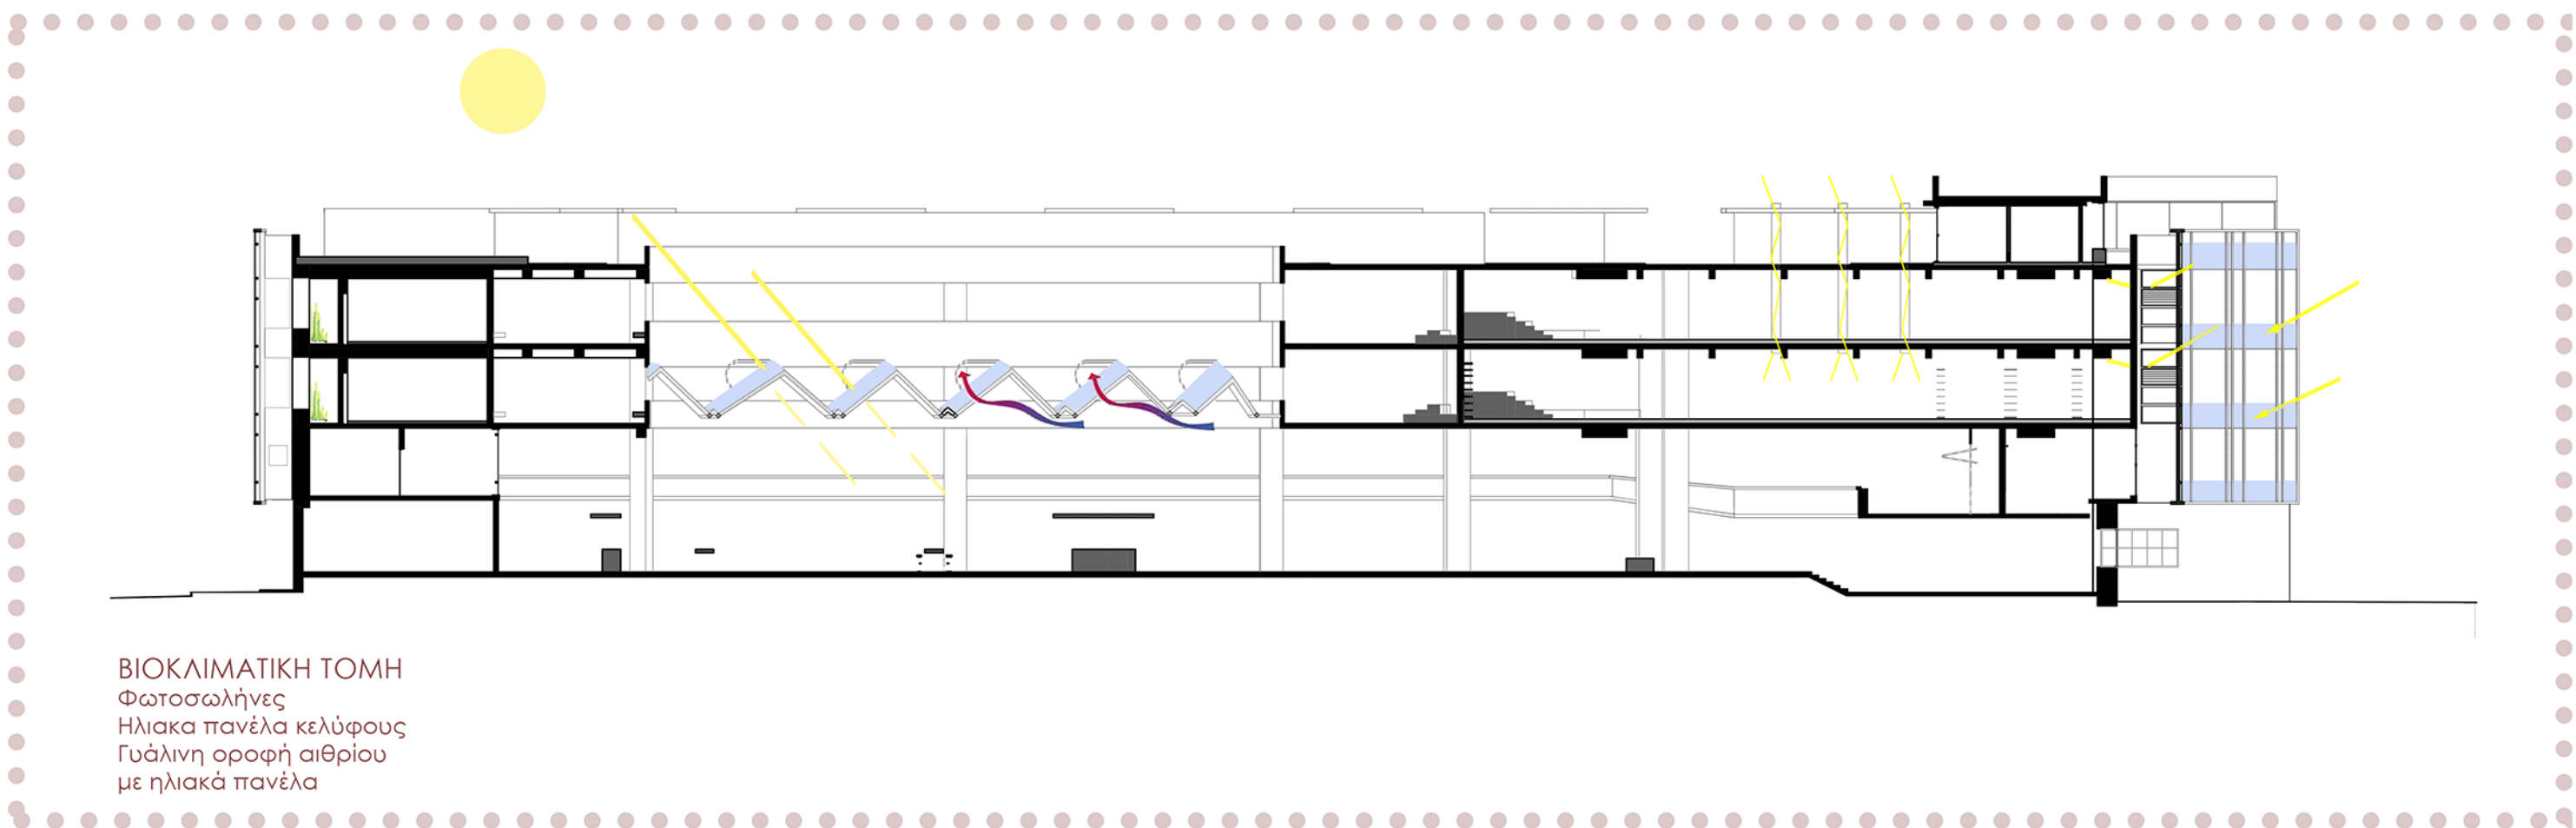 ΒΙΟΚΛΙΜΑΤΙΚΗ ΤΟΜΗ
Φωτοσωλήνες
Ηλιακα πανέλα κελύφους
Γυάλινη οροφή αιθρίου
με ηλιακά πανέλα